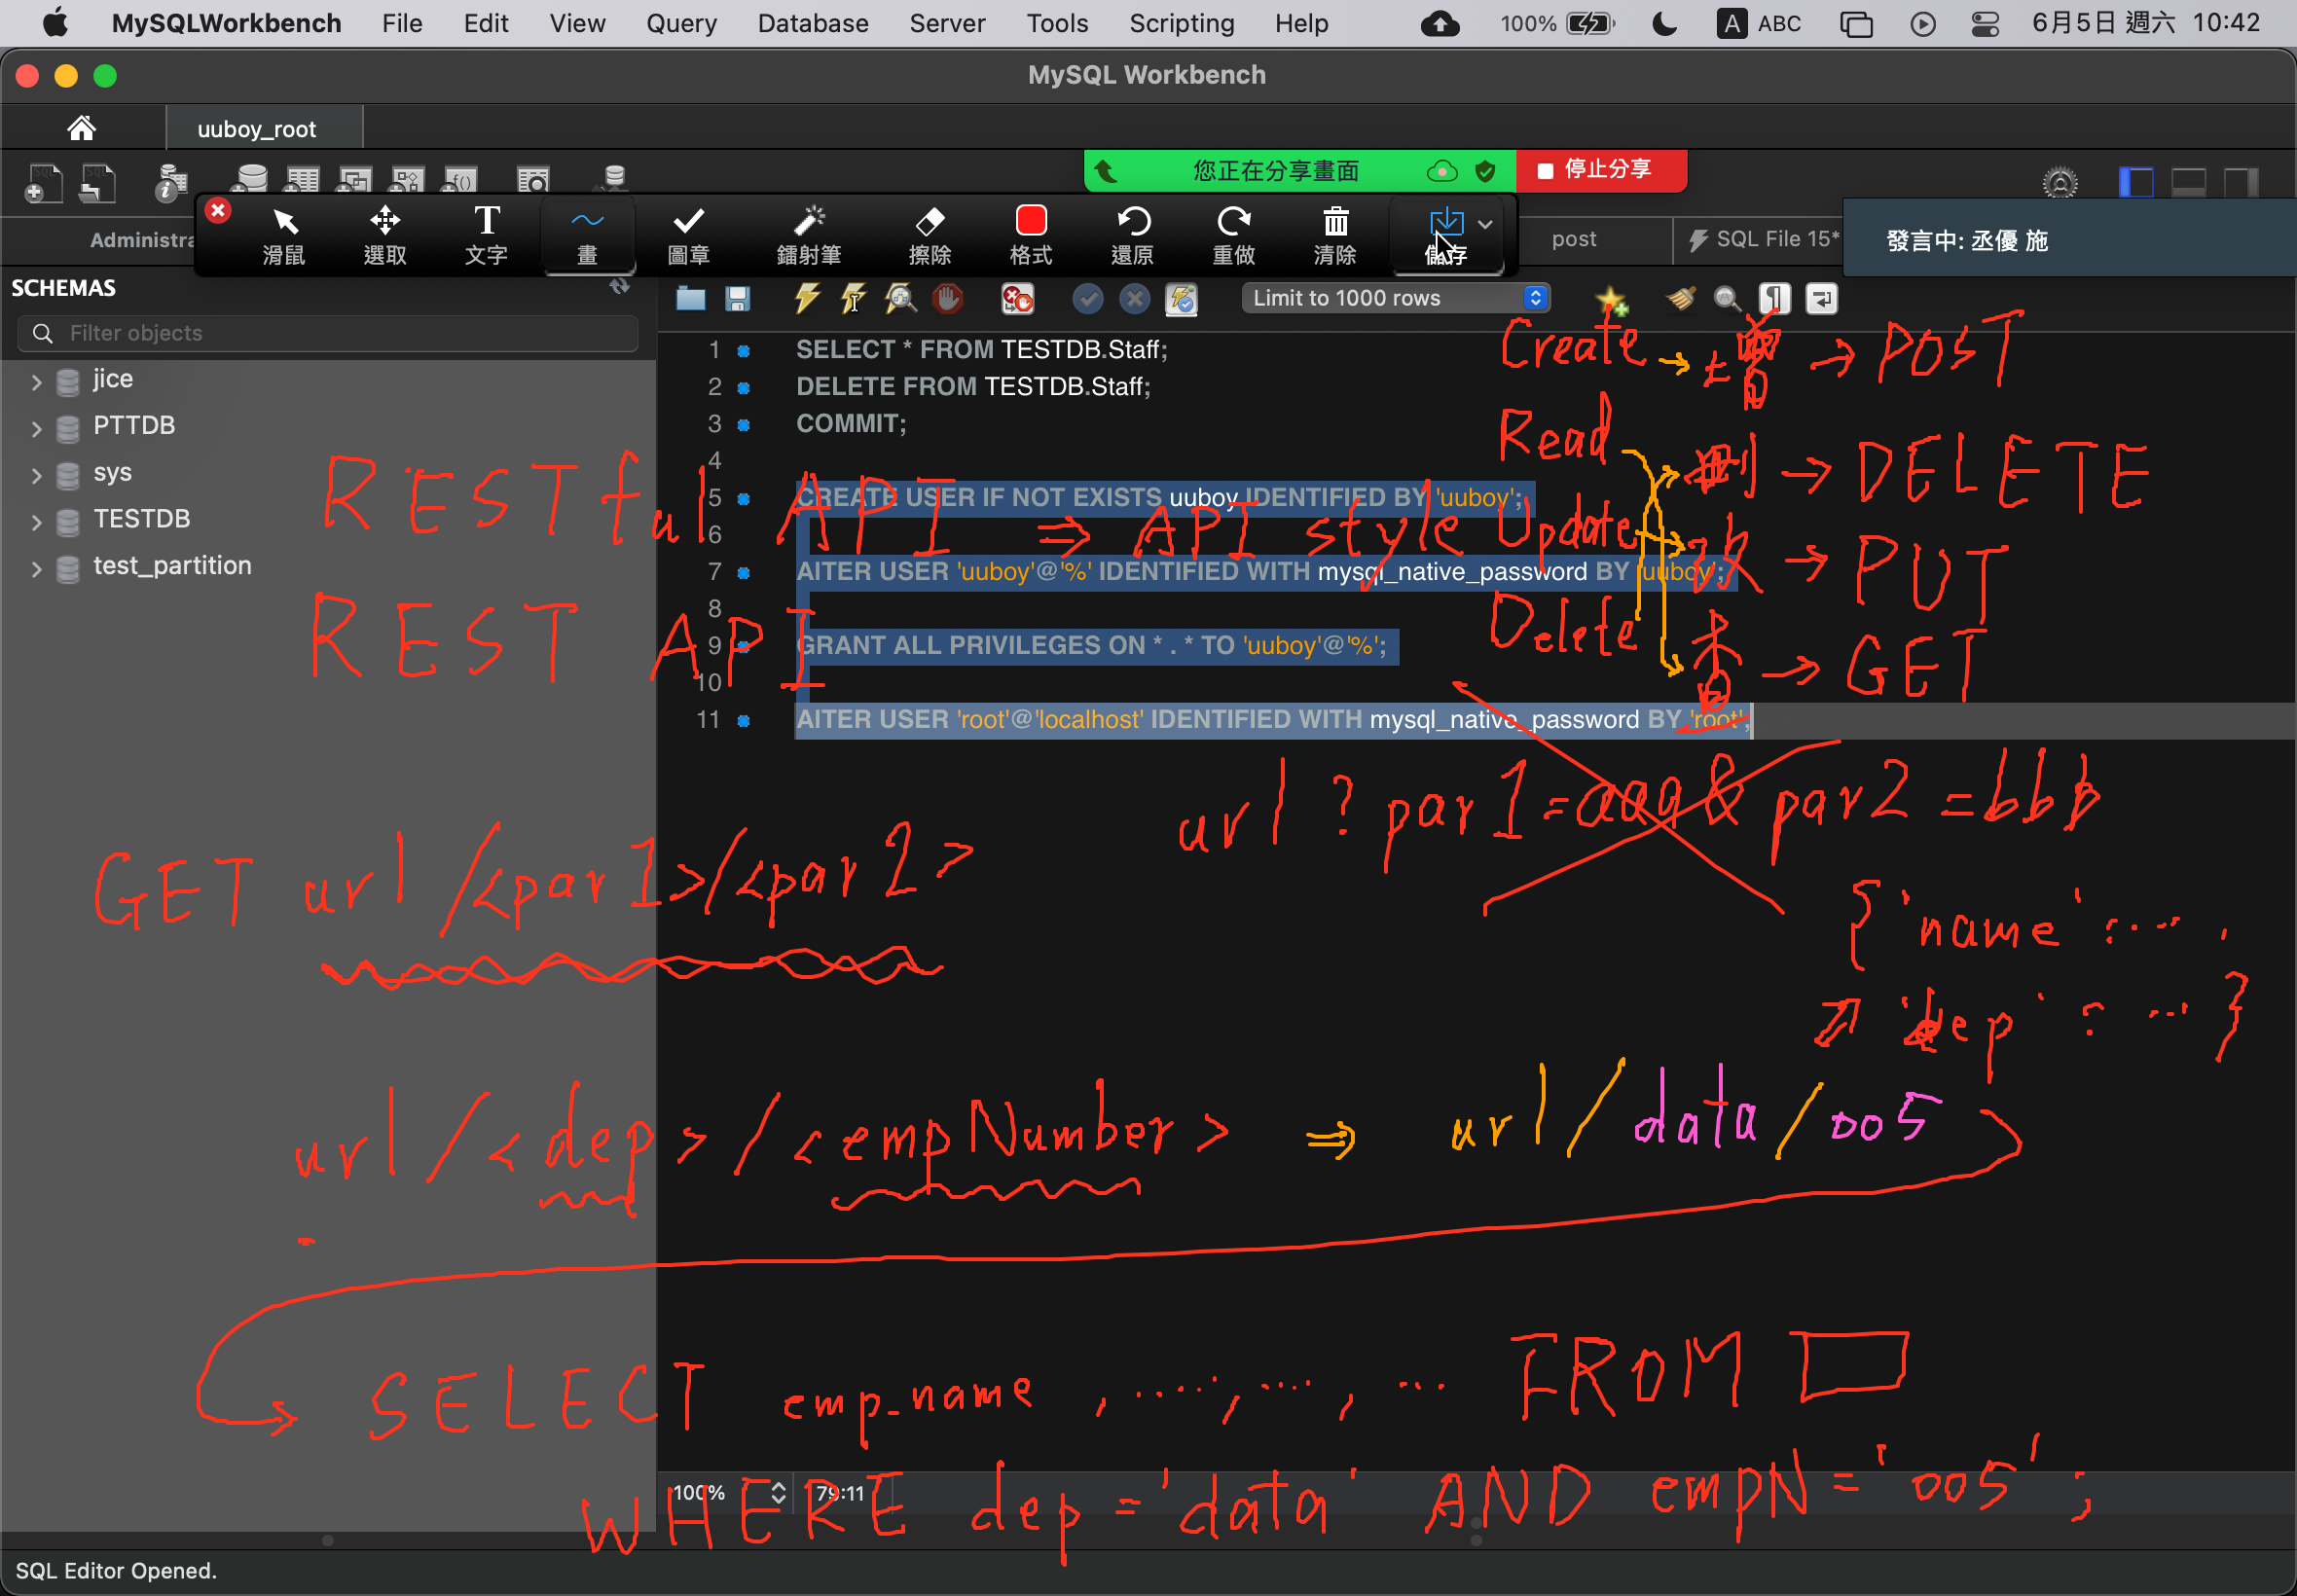 MySQLWorkbench File Edit View Query Database Server Tools Scripting Help 100% A ABC 6月5日 週六 10:42
MySQL Workbench
uuboy_root
您正在分享畫面 停止分享
滑鼠 選取 文字 畫 圖章 鐳射筆 擦除 格式 還原 重做 清除 儲存
Administra post SQL File 15* 發言中: 丞優 施
SCHEMAS
Filter objects
Limit to 1000 rows
jice
PTTDB
sys
TESTDB
test_partition
1 SELECT * FROM TESTDB.Staff;
2 DELETE FROM TESTDB.Staff;
3 COMMIT;
4
5 CREATE USER IF NOT EXISTS uuboy IDENTIFIED BY 'uuboy';
6
7 AlTER USER 'uuboy'@'%' IDENTIFIED WITH mysql_native_password BY 'uuboy';
8
9 GRANT ALL PRIVILEGES ON * . * TO 'uuboy'@'%';
10
11 AlTER USER 'root'@'localhost' IDENTIFIED WITH mysql_native_password BY 'root';
Create → 增 → POST
Read 刪 → DELETE
Update 改 → PUT
Delete 查 → GET
RESTful API ⇒ API style
REST API
url ? par1=aaa&par2=bbb
GET url/<par1>/<par2>
{'name':... ,
'dep': ...}
url/<dep>/<empNumber> ⇒ url/data/005
SELECT emp_name , ....., ..., ... FROM
WHERE dep='data' AND empN='005';
100% 79:11
SQL Editor Opened.